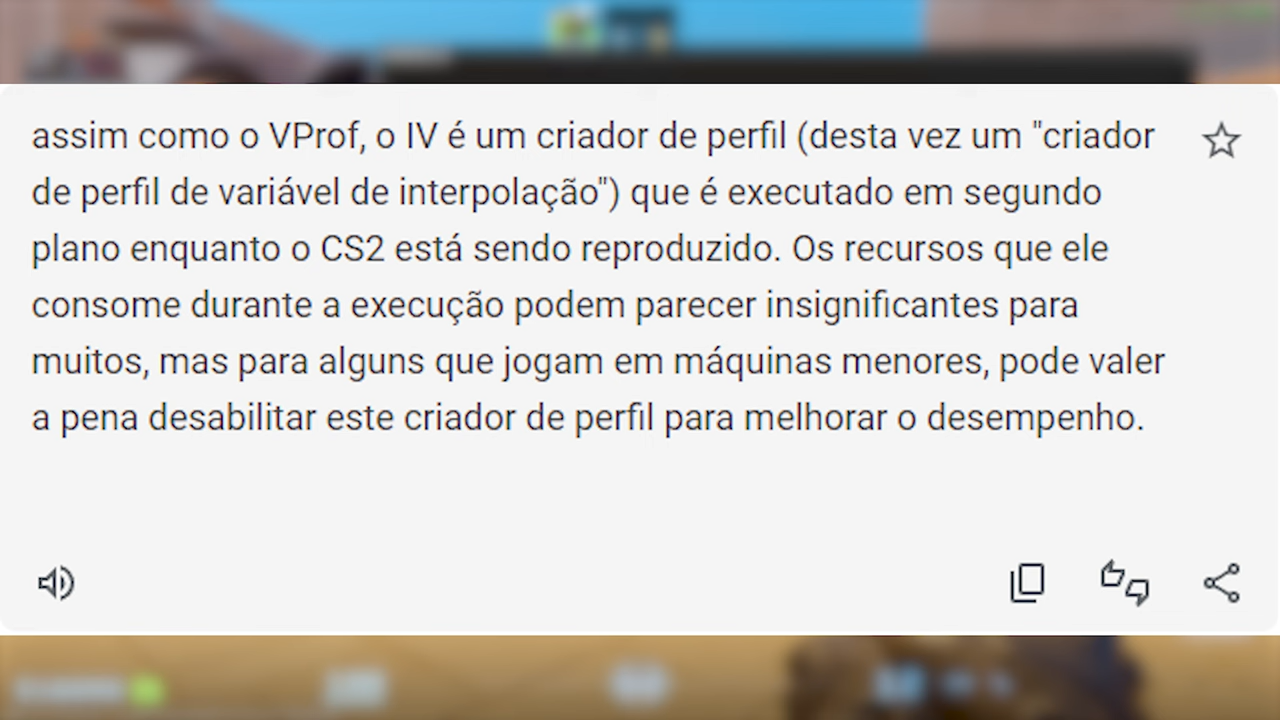 assim como o VProf, o IV é um criador de perfil (desta vez um "criador
de perfil de variável de interpolação") que é executado em segundo
plano enquanto o CS2 está sendo reproduzido. Os recursos que ele
consome durante a execução podem parecer insignificantes para
muitos, mas para alguns que jogam em máquinas menores, pode valer
a pena desabilitar este criador de perfil para melhorar o desempenho.